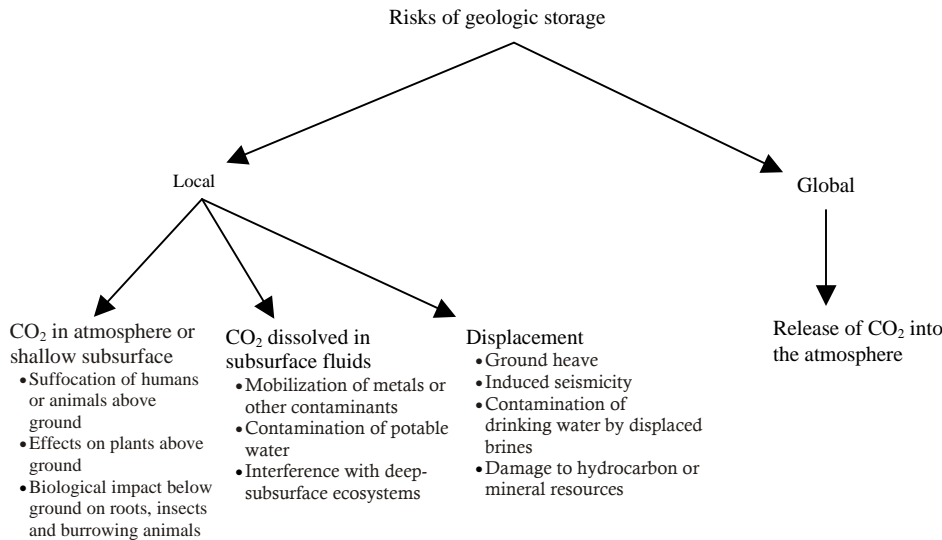 Risks of geologic storage
Local
Global
CO₂ in atmosphere or
shallow subsurface
• Suffocation of humans
or animals above
ground
• Effects on plants above
ground
• Biological impact below
ground on roots, insects
and burrowing animals
CO₂ dissolved in
subsurface fluids
• Mobilization of metals or
other contaminants
• Contamination of potable
water
• Interference with deep-
subsurface ecosystems
Displacement
• Ground heave
• Induced seismicity
• Contamination of
drinking water by displaced
brines
• Damage to hydrocarbon or
mineral resources
Release of CO₂ into
the atmosphere